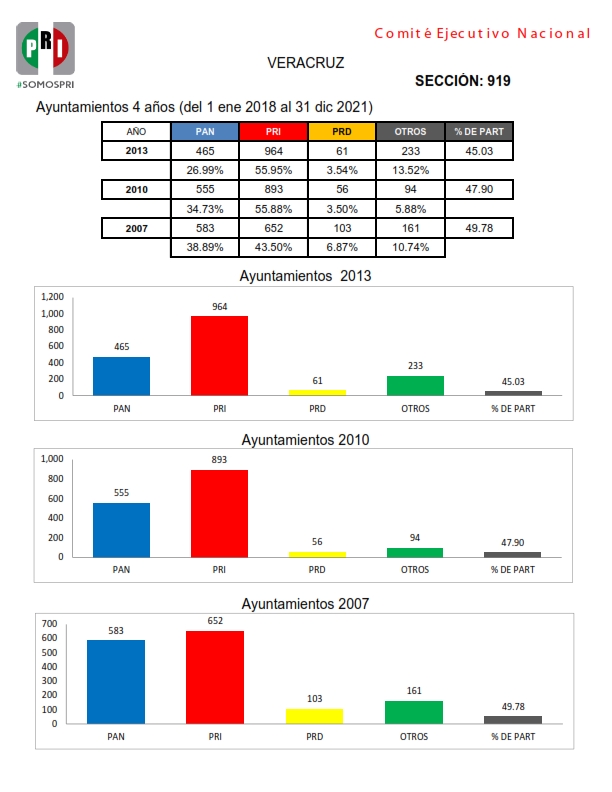 Comité Ejecutivo Nacional
PRI
#SOMOSPRI
VERACRUZ
SECCIÓN: 919
Ayuntamientos 4 años (del 1 ene 2018 al 31 dic 2021)
AÑO PAN PRI PRD OTROS % DE PART
2013 465 964 61 233 45.03
26.99% 55.95% 3.54% 13.52%
2010 555 893 56 94 47.90
34.73% 55.88% 3.50% 5.88%
2007 583 652 103 161 49.78
38.89% 43.50% 6.87% 10.74%
Ayuntamientos 2013
1,200
1,000
800
600
400
200
0
465 964 61 233 45.03
PAN PRI PRD OTROS % DE PART
Ayuntamientos 2010
1,000
800
600
400
200
0
555 893 56 94 47.90
PAN PRI PRD OTROS % DE PART
Ayuntamientos 2007
700
600
500
400
300
200
100
0
583 652 103 161 49.78
PAN PRI PRD OTROS % DE PART